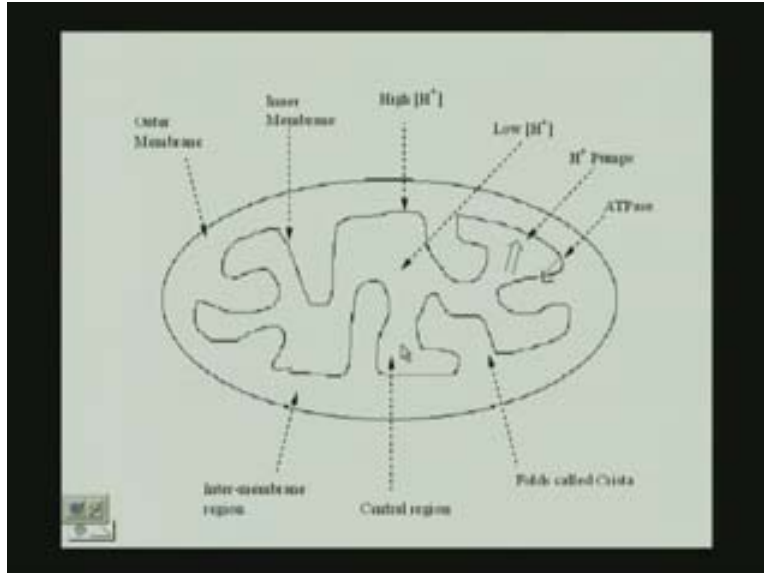 High [H+]
Inner
Membrane
Outer
Membrane
Low [H+]
H+ Pumps
ATPase
Inter-membrane
region
Central region
Folds called Crista